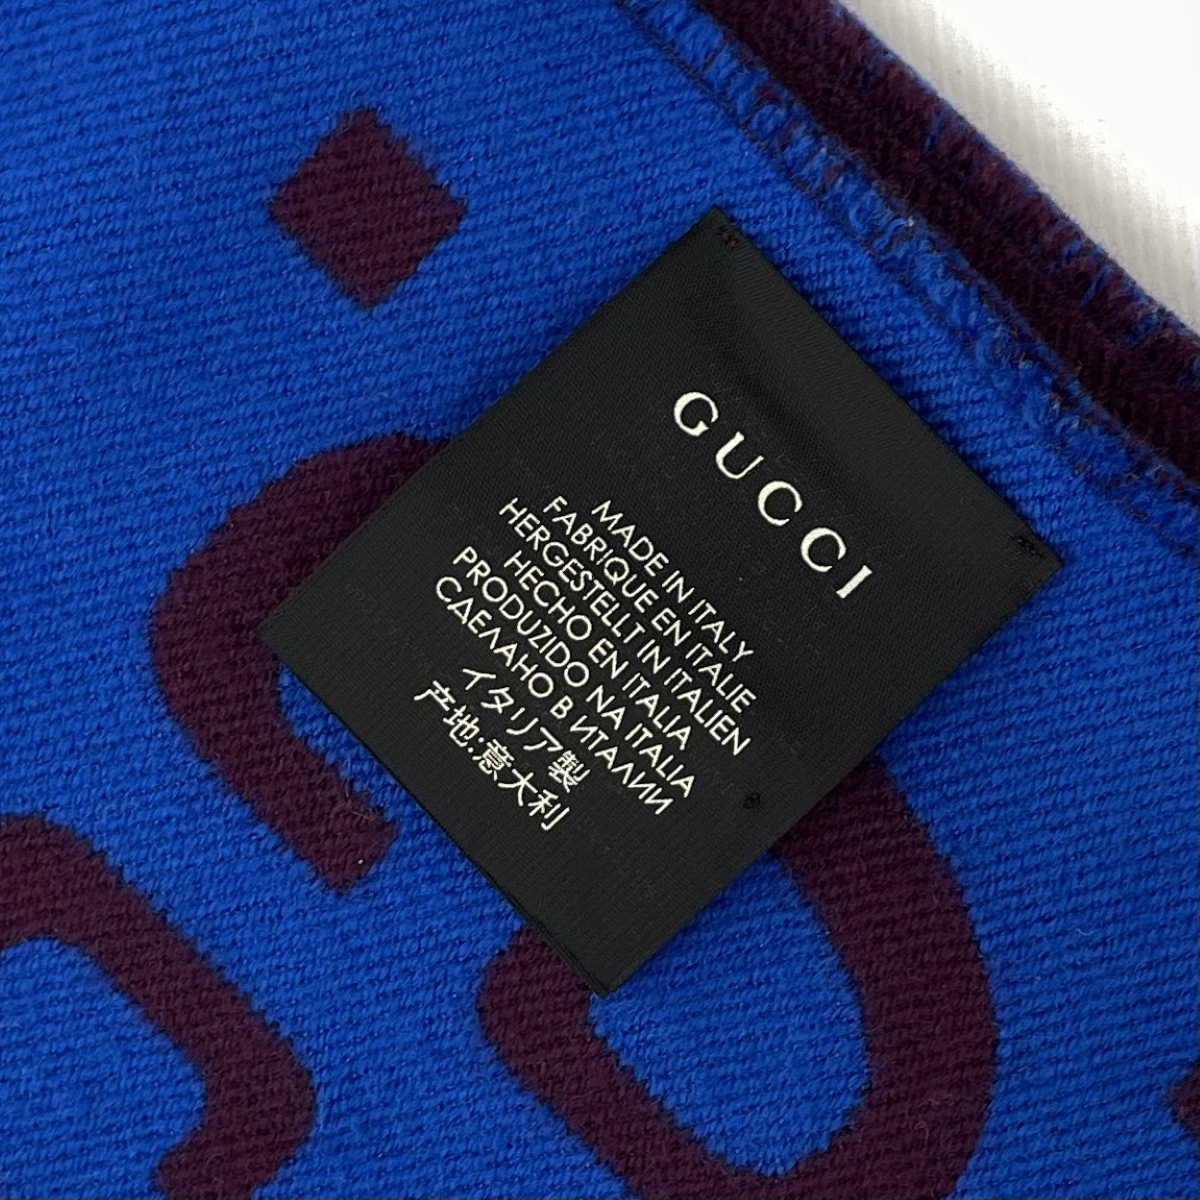 GUCCI
MADE IN ITALY
FABRIQUE EN ITALIE
HERGESTELLT IN ITALIEN
HECHO EN ITALIA
PRODUZIDO NA ITALIA
СДЕЛАНО В ИТАЛИИ
イタリア製
产地:意大利